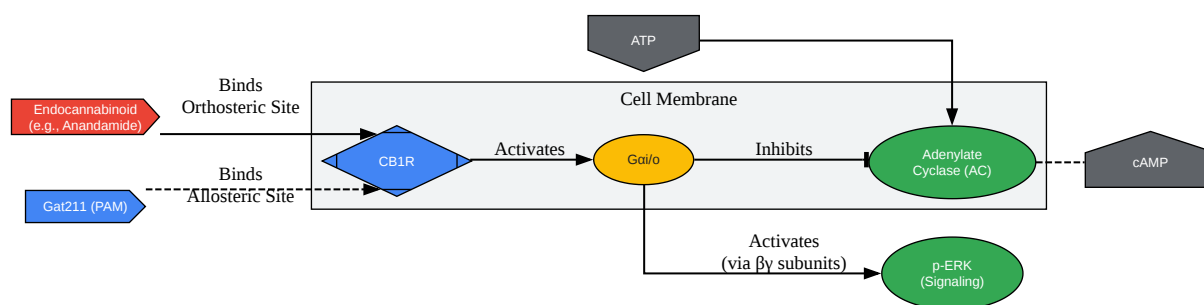 ATP
Cell Membrane
Binds
Orthosteric Site
Endocannabinoid
(e.g., Anandamide)
CB1R
Activates
Gαi/o
Inhibits
Adenylate
Cyclase (AC)
cAMP
Binds
Allosteric Site
Gat211 (PAM)
Activates
(via βγ subunits)
p-ERK
(Signaling)